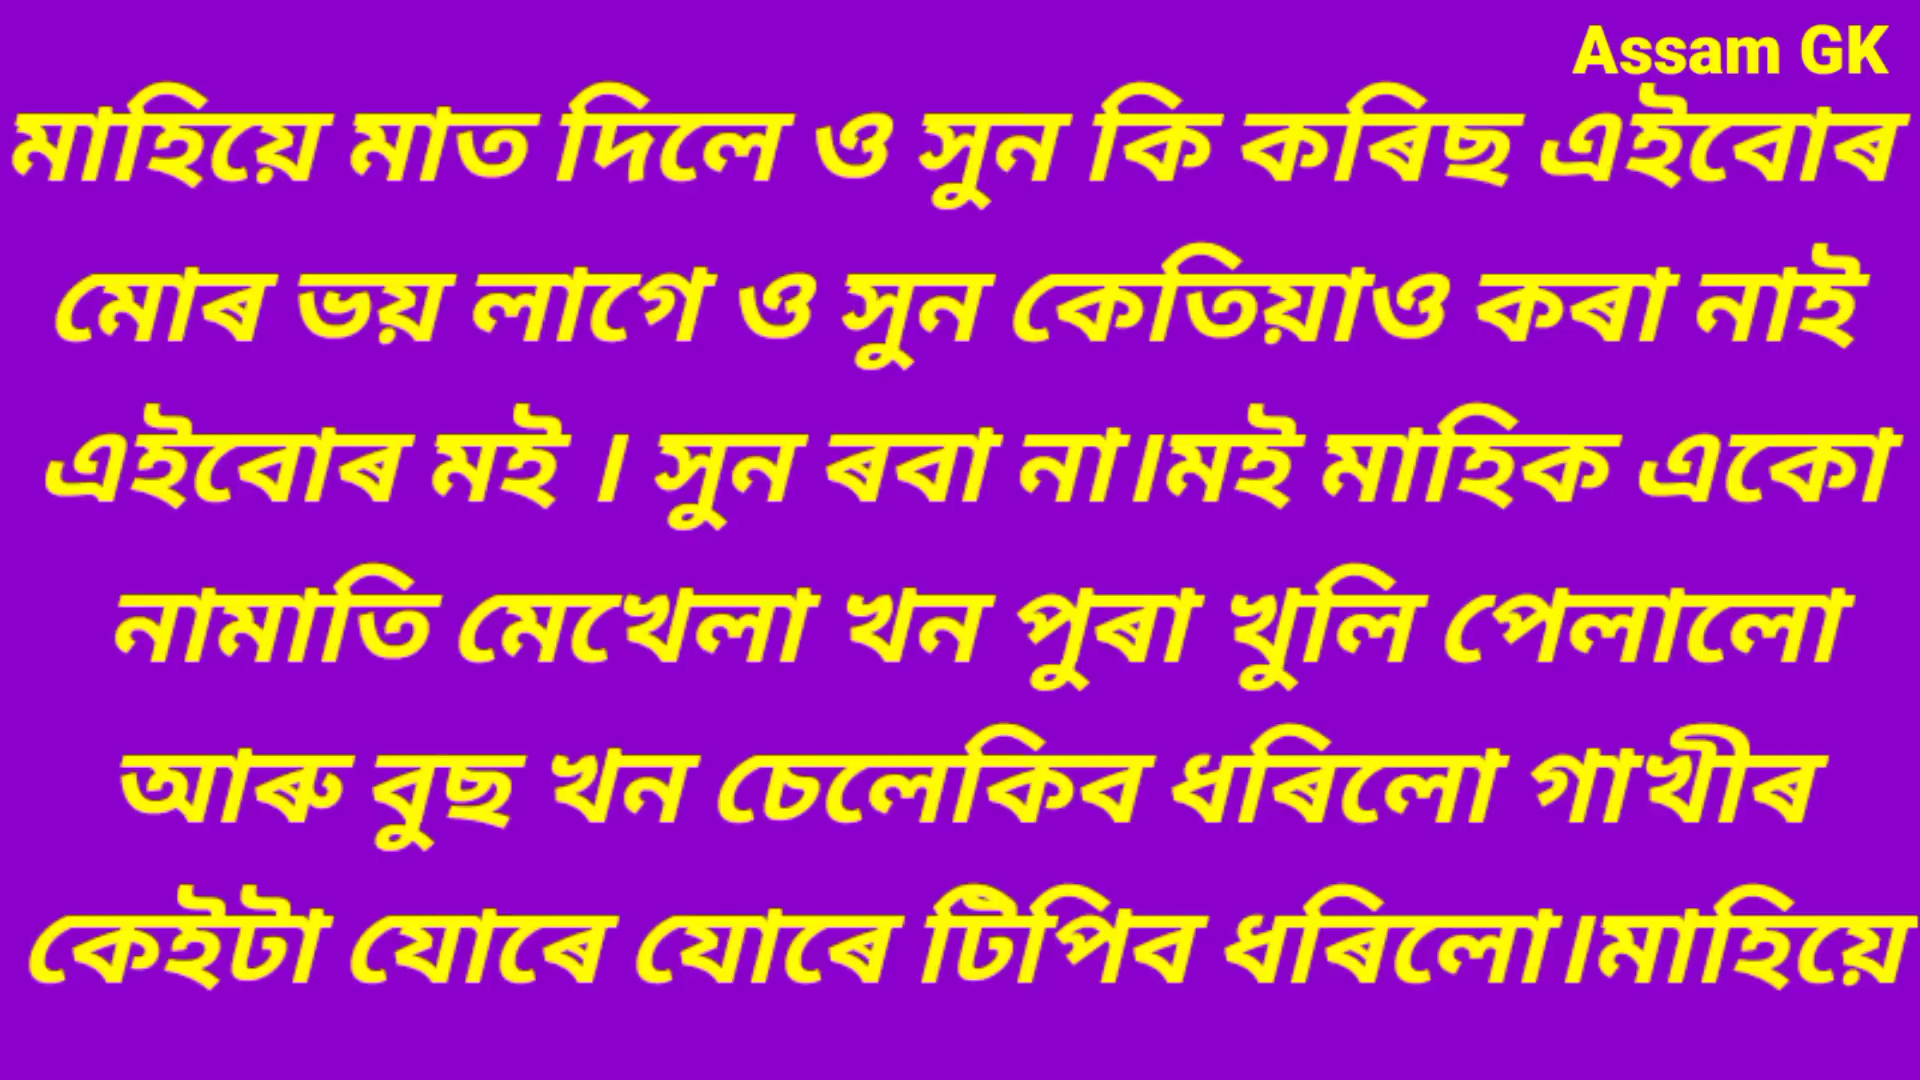 Assam GK
মাহিয়ে মাত দিলে ও সুন কি কৰিছ এইবোৰ
মোৰ ভয় লাগে ও সুন কেতিয়াও কৰা নাই
এইবোৰ মই । সুন ৰবা না।মই মাহিক একো
নামাতি মেখেলা খন পুৰা খুলি পেলালো
আৰু বুছ খন চেলেকিব ধৰিলো গাখীৰ
কেইটা যোৰে যোৰে টিপিব ধৰিলো।মাহিয়ে